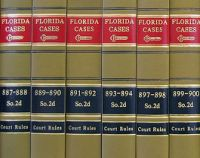 FLORIDA FLORIDA FLORIDA FLORIDA FLORIDA FLORIDA
CASES CASES CASES CASES CASES CASES
887-888 889-890 891-892 893-894 897-898 899-900
So.2d So.2d So.2d So.2d So.2d So.2d
Court Rules Court Rules Court Rules Court Rules Court Rules Court Rules